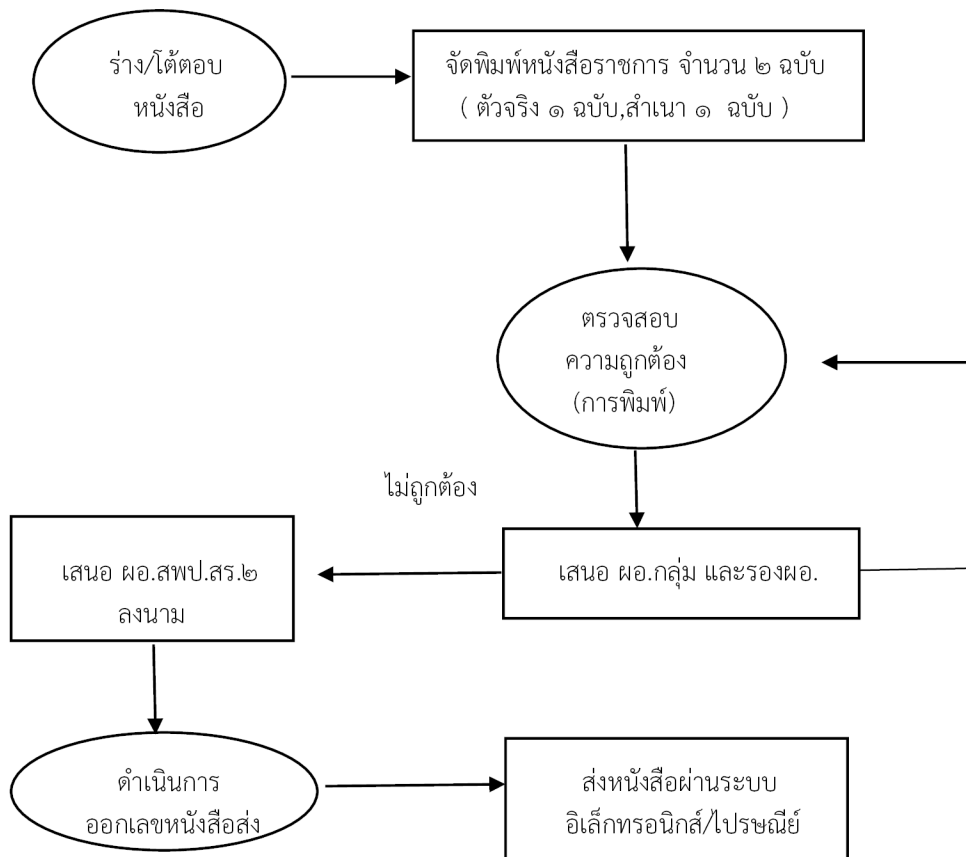 ร่าง/โต้ตอบ
หนังสือ
จัดพิมพ์หนังสือราชการ จำนวน ๒ ฉบับ
( ตัวจริง ๑ ฉบับ,สำเนา ๑ ฉบับ )
ตรวจสอบ
ความถูกต้อง
(การพิมพ์)
ไม่ถูกต้อง
เสนอ ผอ.สพป.สร.๒
ลงนาม
เสนอ ผอ.กลุ่ม และรองผอ.
ดำเนินการ
ออกเลขหนังสือส่ง
ส่งหนังสือผ่านระบบ
อิเล็กทรอนิกส์/ไปรษณีย์